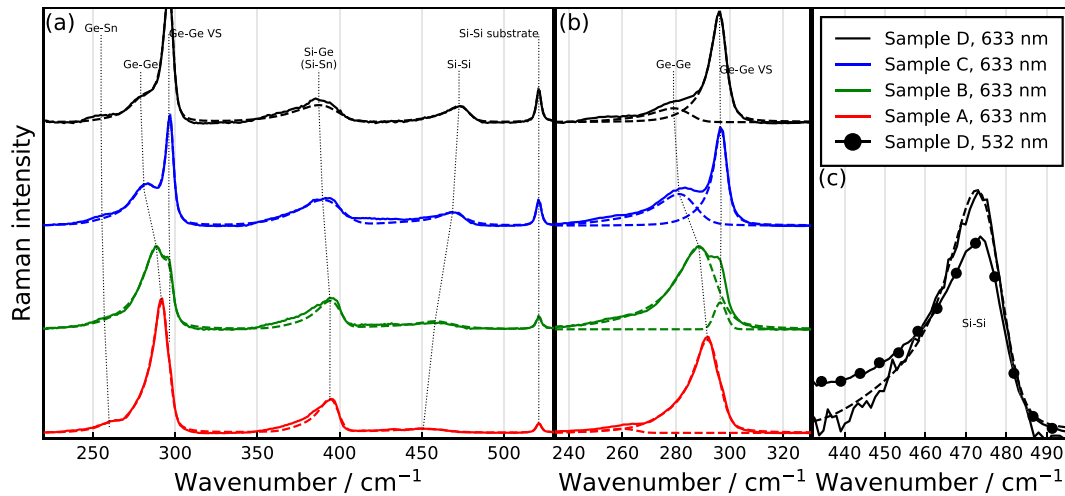 (a)
Ge-Sn
Ge-Ge VS
Ge-Ge
Si-Ge
(Si-Sn)
Si-Si
Si-Si substrate
Raman intensity
250
300
350
400
450
500
Wavenumber / cm⁻¹
(b)
Ge-Ge
Ge-Ge VS
240
260
280
300
320
Wavenumber / cm⁻¹
Sample D, 633 nm
Sample C, 633 nm
Sample B, 633 nm
Sample A, 633 nm
Sample D, 532 nm
(c)
Si-Si
440
450
460
470
480
490
Wavenumber / cm⁻¹